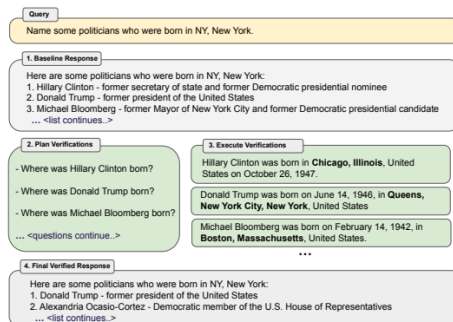 Query
Name some politicians who were born in NY, New York.
1. Baseline Response
Here are some politicians who were born in NY, New York:
1. Hillary Clinton - former secretary of state and former Democratic presidential nominee
2. Donald Trump - former president of the United States
3. Michael Bloomberg - former Mayor of New York City and former Democratic presidential candidate
... <list continues..>
2. Plan Verifications
- Where was Hillary Clinton born?
- Where was Donald Trump born?
- Where was Michael Bloomberg born?
... <questions continue..>
3. Execute Verifications
Hillary Clinton was born in Chicago, Illinois, United
States on October 26, 1947.
Donald Trump was born on June 14, 1946, in Queens,
New York City, New York, United States
Michael Bloomberg was born on February 14, 1942, in
Boston, Massachusetts, United States.
...
4. Final Verified Response
Here are some politicians who were born in NY, New York:
1. Donald Trump - former president of the United States
2. Alexandria Ocasio-Cortez - Democratic member of the U.S. House of Representatives
... <list continues..>